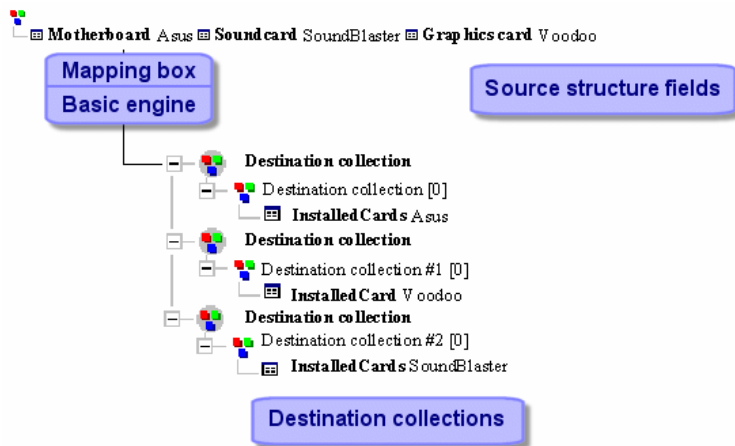 Motherboard Asus Soundcard SoundBlaster Graphics card Voodoo
Mapping box
Basic engine
Source structure fields
Destination collection
Destination collection [0]
InstalledCards Asus
Destination collection
Destination collection #1 [0]
InstalledCard Voodoo
Destination collection
Destination collection #2 [0]
InstalledCards SoundBlaster
Destination collections